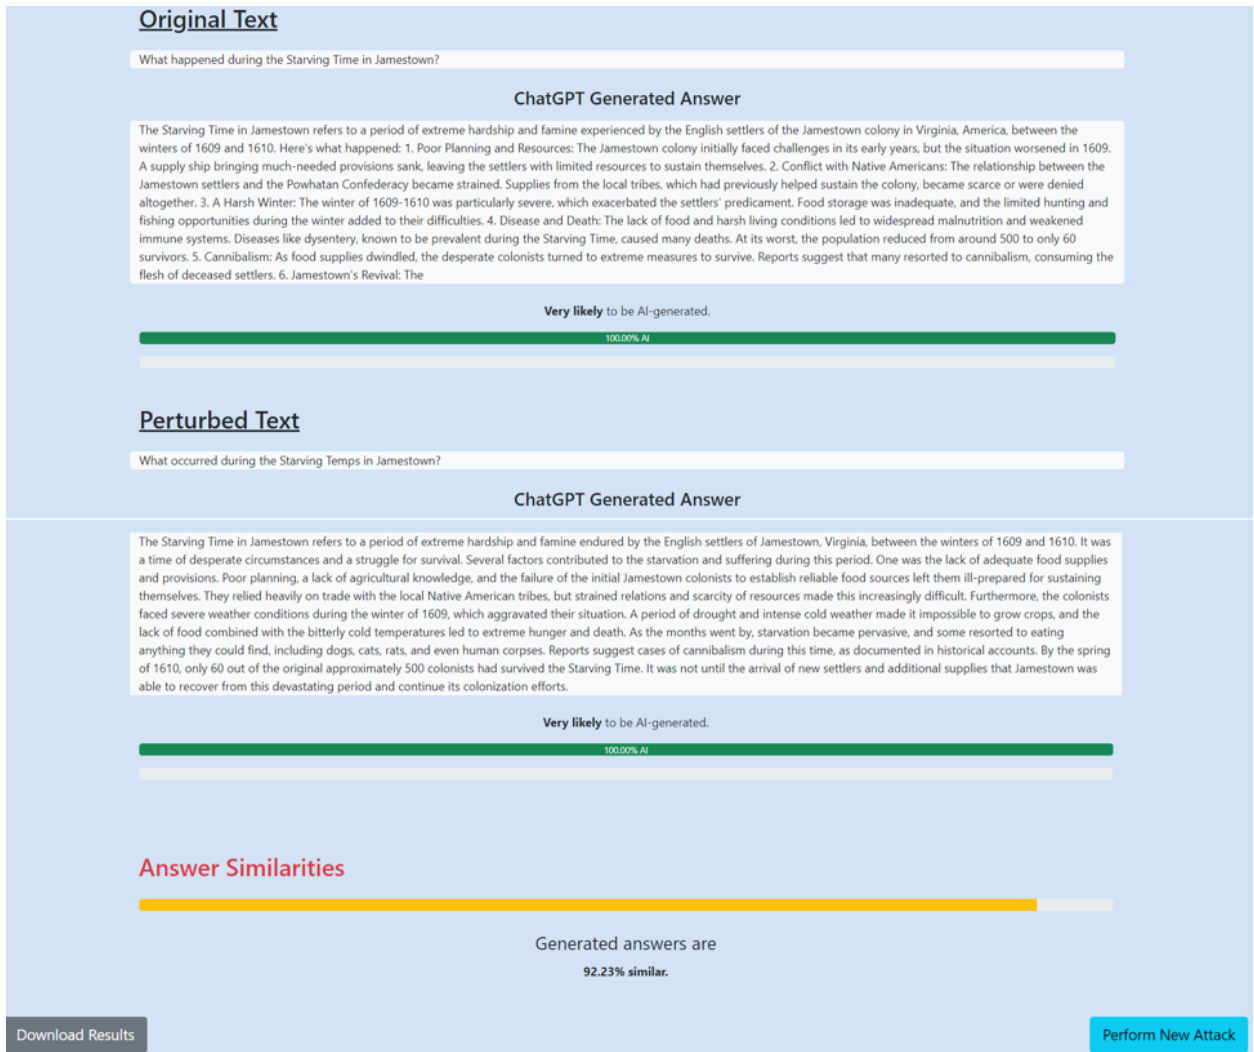 Original Text
What happened during the Starving Time in Jamestown?
ChatGPT Generated Answer
The Starving Time in Jamestown refers to a period of extreme hardship and famine experienced by the English settlers of the Jamestown colony in Virginia, America, between the
winters of 1609 and 1610. Here's what happened: 1. Poor Planning and Resources: The Jamestown colony initially faced challenges in its early years, but the situation worsened in 1609.
A supply ship bringing much-needed provisions sank, leaving the settlers with limited resources to sustain themselves. 2. Conflict with Native Americans: The relationship between the
Jamestown settlers and the Powhatan Confederacy became strained. Supplies from the local tribes, which had previously helped sustain the colony, became scarce or were denied
altogether. 3. A Harsh Winter: The winter of 1609-1610 was particularly severe, which exacerbated the settlers' predicament. Food storage was inadequate, and the limited hunting and
fishing opportunities during the winter added to their difficulties. 4. Disease and Death: The lack of food and harsh living conditions led to widespread malnutrition and weakened
immune systems. Diseases like dysentery, known to be prevalent during the Starving Time, caused many deaths. At its worst, the population reduced from around 500 to only 60
survivors. 5. Cannibalism: As food supplies dwindled, the desperate colonists turned to extreme measures to survive. Reports suggest that many resorted to cannibalism, consuming the
flesh of deceased settlers. 6. Jamestown's Revival: The
Very likely to be AI-generated.
100.00% AI
Perturbed Text
What occurred during the Starving Temps in Jamestown?
ChatGPT Generated Answer
The Starving Time in Jamestown refers to a period of extreme hardship and famine endured by the English settlers of Jamestown, Virginia, between the winters of 1609 and 1610. It was
a time of desperate circumstances and a struggle for survival. Several factors contributed to the starvation and suffering during this period. One was the lack of adequate food supplies
and provisions. Poor planning, a lack of agricultural knowledge, and the failure of the initial Jamestown colonists to establish reliable food sources left them ill-prepared for sustaining
themselves. They relied heavily on trade with the local Native American tribes, but strained relations and scarcity of resources made this increasingly difficult. Furthermore, the colonists
faced severe weather conditions during the winter of 1609, which aggravated their situation. A period of drought and intense cold weather made it impossible to grow crops, and the
lack of food combined with the bitterly cold temperatures led to extreme hunger and death. As the months went by, starvation became pervasive, and some resorted to eating
anything they could find, including dogs, cats, rats, and even human corpses. Reports suggest cases of cannibalism during this time, as documented in historical accounts. By the spring
of 1610, only 60 out of the original approximately 500 colonists had survived the Starving Time. It was not until the arrival of new settlers and additional supplies that Jamestown was
able to recover from this devastating period and continue its colonization efforts.
Very likely to be AI-generated.
100.00% AI
Answer Similarities
Generated answers are
92.23% similar.
Download Results
Perform New Attack